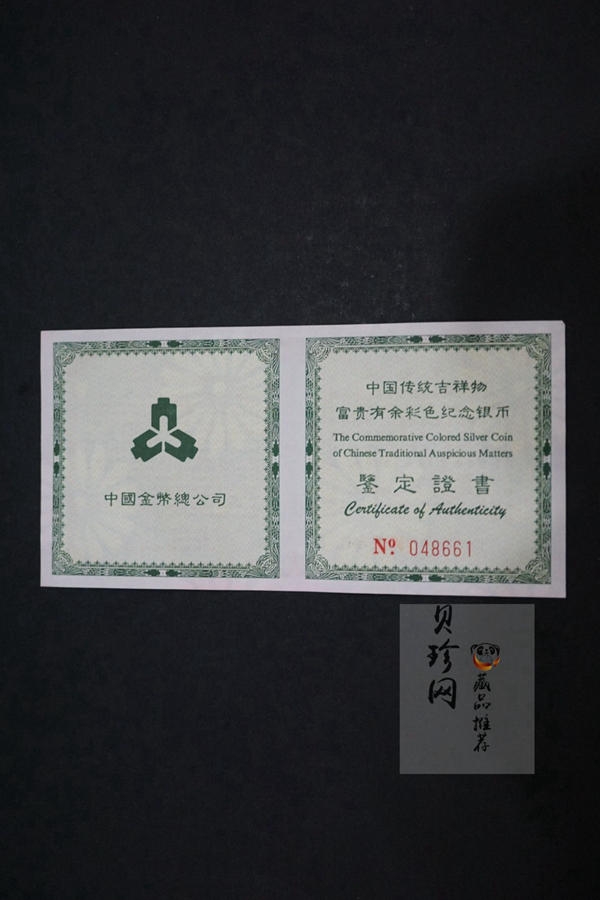 中國金幣總公司
中国传统吉祥物
富贵有余彩色纪念银币
The Commemorative Colored Silver Coin
of Chinese Traditional Auspicious Matters
鑒定證書
Certificate of Authenticity
Nº 048661
贝珍网
藏品推荐